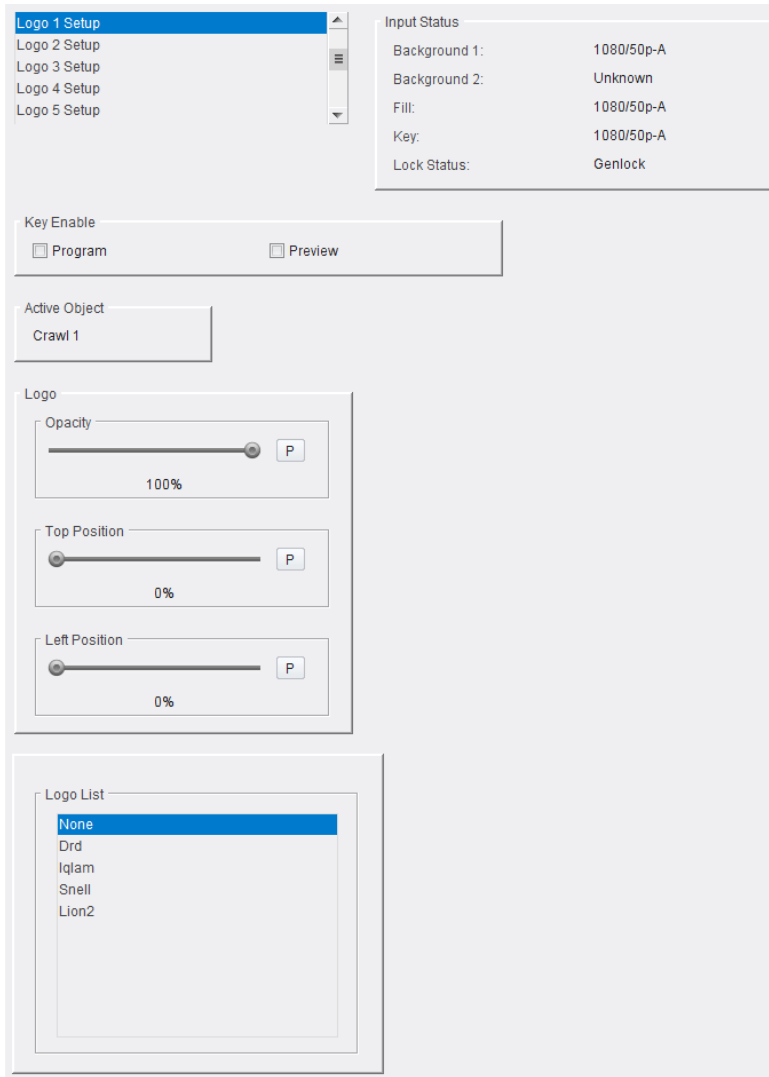 Logo 1 Setup
Logo 2 Setup
Logo 3 Setup
Logo 4 Setup
Logo 5 Setup
Input Status
Background 1: 1080/50p-A
Background 2: Unknown
Fill: 1080/50p-A
Key: 1080/50p-A
Lock Status: Genlock
Key Enable
Program Preview
Active Object
Crawl 1
Logo
Opacity
P
100%
Top Position
P
0%
Left Position
P
0%
Logo List
None
Drd
Iqlam
Snell
Lion2